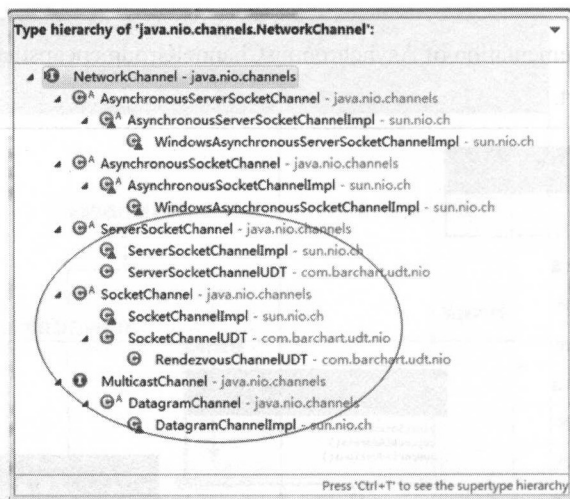 Type hierarchy of 'java.nio.channels.NetworkChannel':
NetworkChannel - java.nio.channels
AsynchronousServerSocketChannel - java.nio.channels
AsynchronousServerSocketChannelImpl - sun.nio.ch
WindowsAsynchronousServerSocketChannelImpl - sun.nio.ch
AsynchronousSocketChannel - java.nio.channels
AsynchronousSocketChannelImpl - sun.nio.ch
WindowsAsynchronousSocketChannelImpl - sun.nio.ch
ServerSocketChannel - java.nio.channels
ServerSocketChannelImpl - sun.nio.ch
ServerSocketChannelUDT - com.barchart.udt.nio
SocketChannel - java.nio.channels
SocketChannelImpl - sun.nio.ch
SocketChannelUDT - com.barchart.udt.nio
RendezvousChannelUDT - com.barchart.udt.nio
MulticastChannel - java.nio.channels
DatagramChannel - java.nio.channels
DatagramChannelImpl - sun.nio.ch
Press 'Ctrl+T' to see the supertype hierarchy